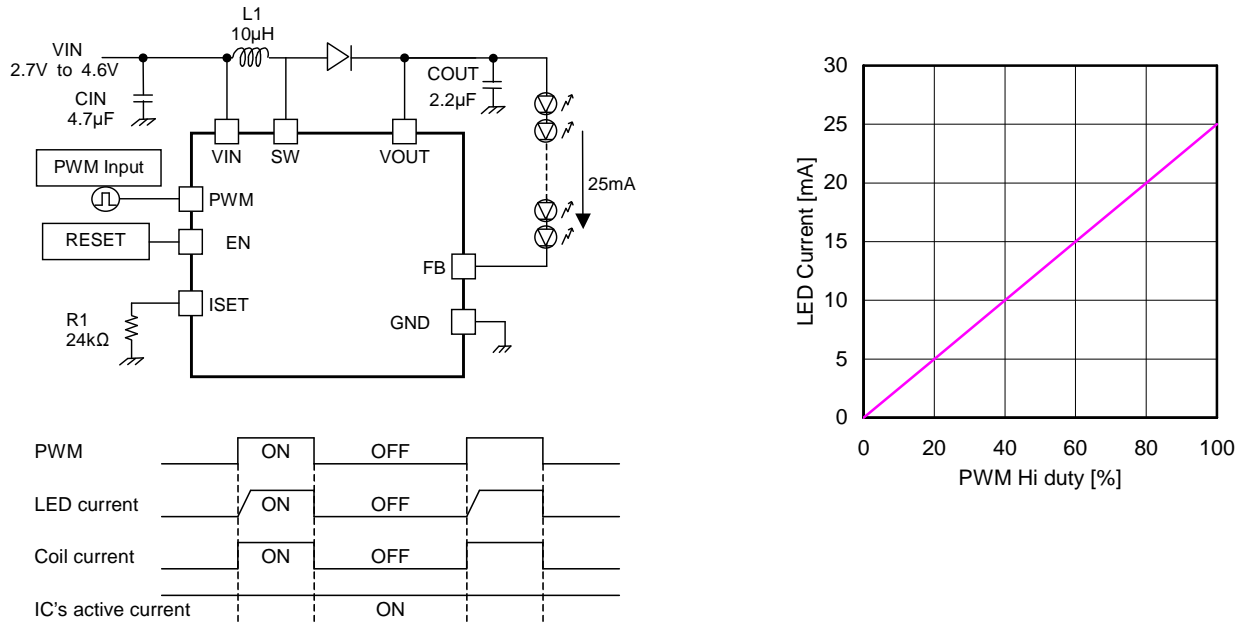 L1
10µH
VIN
2.7V to 4.6V
CIN
4.7µF
COUT
2.2µF
VIN
SW
VOUT
PWM Input
PWM
RESET
EN
25mA
FB
ISET
R1
24kΩ
GND
PWM
ON
OFF
LED current
ON
OFF
Coil current
ON
OFF
IC's active current
ON
30
25
20
15
10
5
0
LED Current [mA]
0 20 40 60 80 100
PWM Hi duty [%]